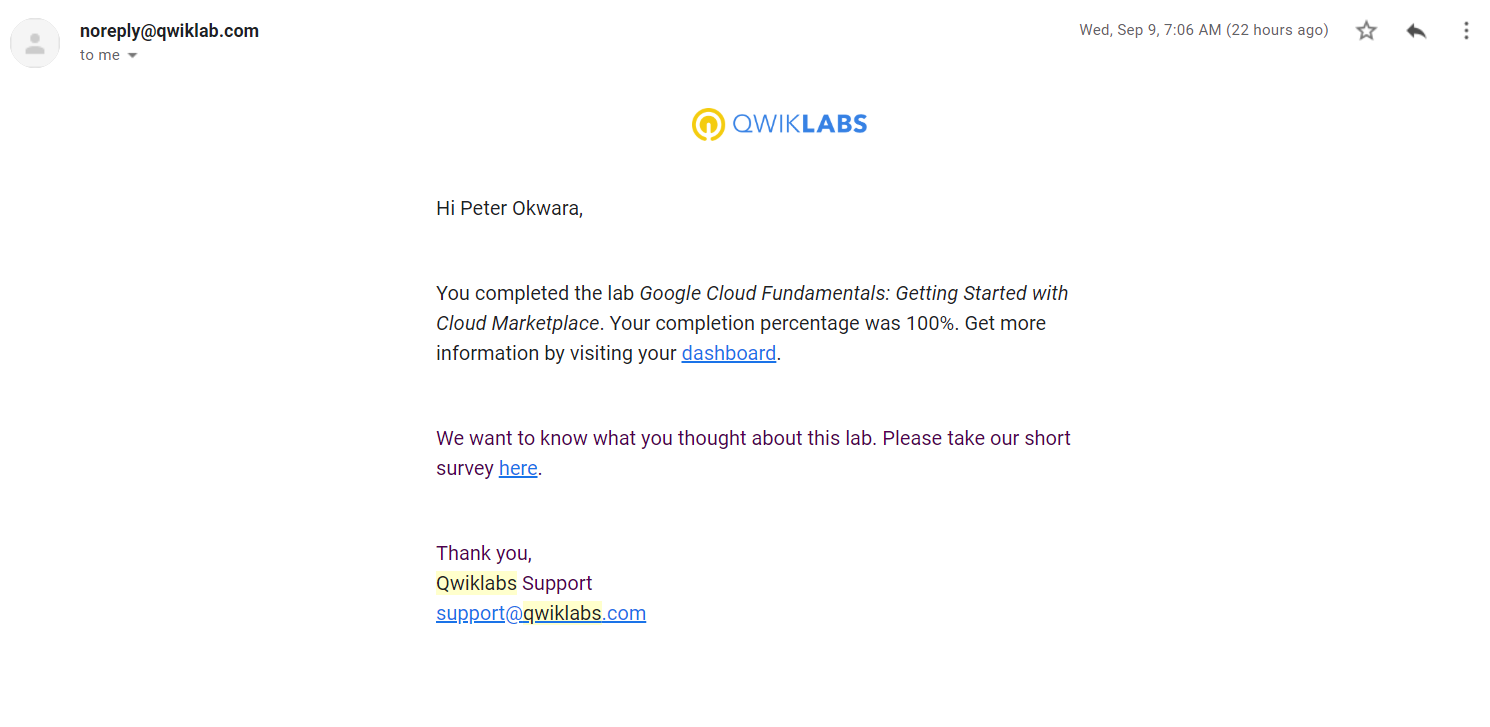 noreply@qwiklab.com
Wed, Sep 9, 7:06 AM (22 hours ago)
to me
QWIKLABS
Hi Peter Okwara,
You completed the lab Google Cloud Fundamentals: Getting Started with
Cloud Marketplace. Your completion percentage was 100%. Get more
information by visiting your dashboard.
We want to know what you thought about this lab. Please take our short
survey here.
Thank you,
Qwiklabs Support
support@qwiklabs.com